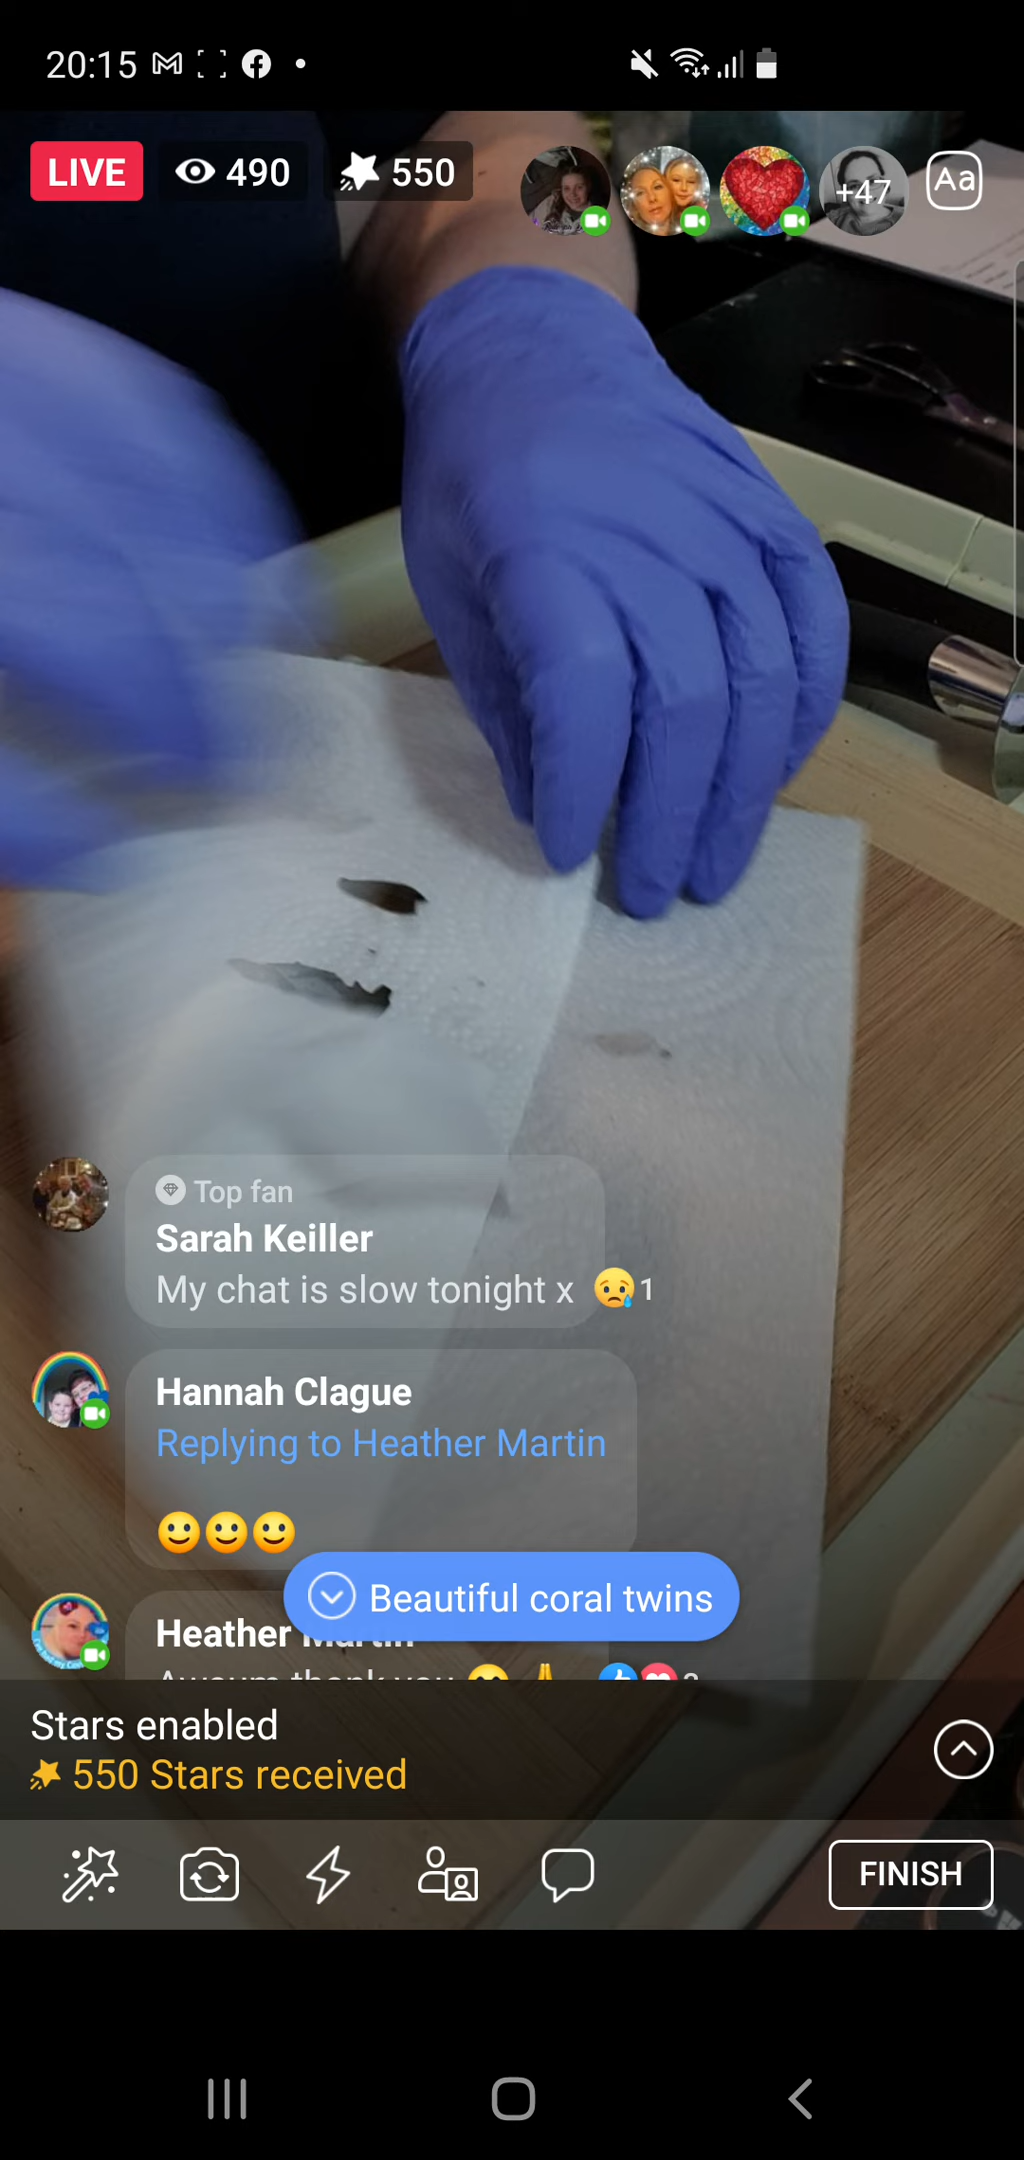 20:15
LIVE 490 550
+47 Aa
Top fan
Sarah Keiller
My chat is slow tonight x 😥 1
Hannah Clague
Replying to Heather Martin
🙂🙂🙂
Heather Martin
Beautiful coral twins
Stars enabled
550 Stars received
FINISH